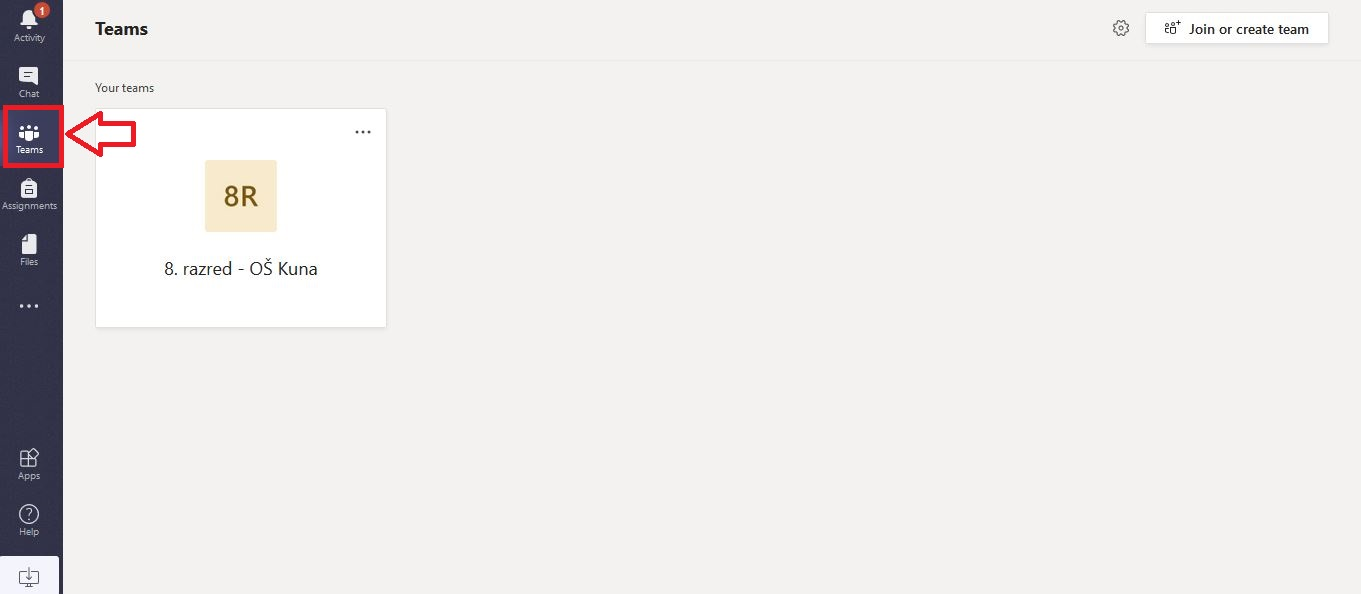 1
Activity
Chat
Teams
Assignments
Files
Apps
Help
Teams
Join or create team
Your teams
8R
8. razred - OŠ Kuna